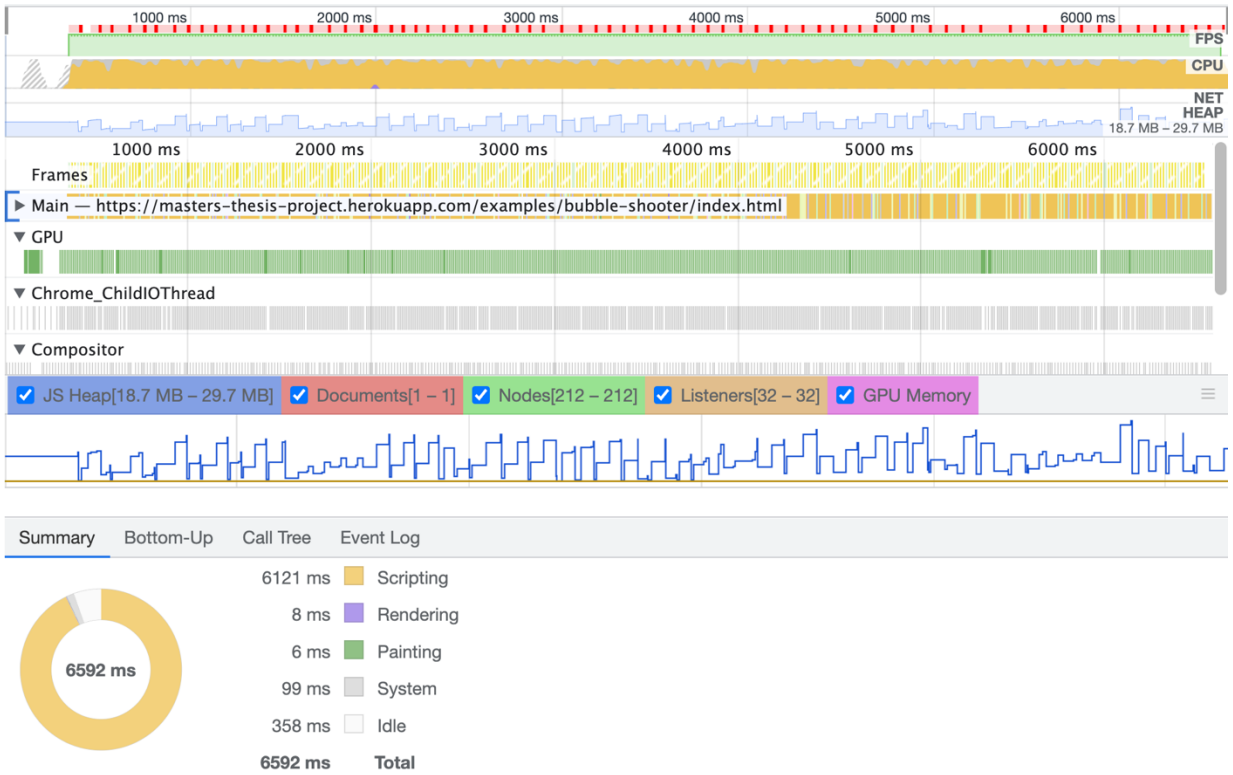 1000 ms 2000 ms 3000 ms 4000 ms 5000 ms 6000 ms
FPS
CPU
NET
HEAP
18.7 MB – 29.7 MB
1000 ms 2000 ms 3000 ms 4000 ms 5000 ms 6000 ms
Frames
Main — https://masters-thesis-project.herokuapp.com/examples/bubble-shooter/index.html
GPU
Chrome_ChildIOThread
Compositor
JS Heap[18.7 MB – 29.7 MB] Documents[1 – 1] Nodes[212 – 212] Listeners[32 – 32] GPU Memory
Summary Bottom-Up Call Tree Event Log
6121 ms Scripting
8 ms Rendering
6 ms Painting
6592 ms
99 ms System
358 ms Idle
6592 ms Total